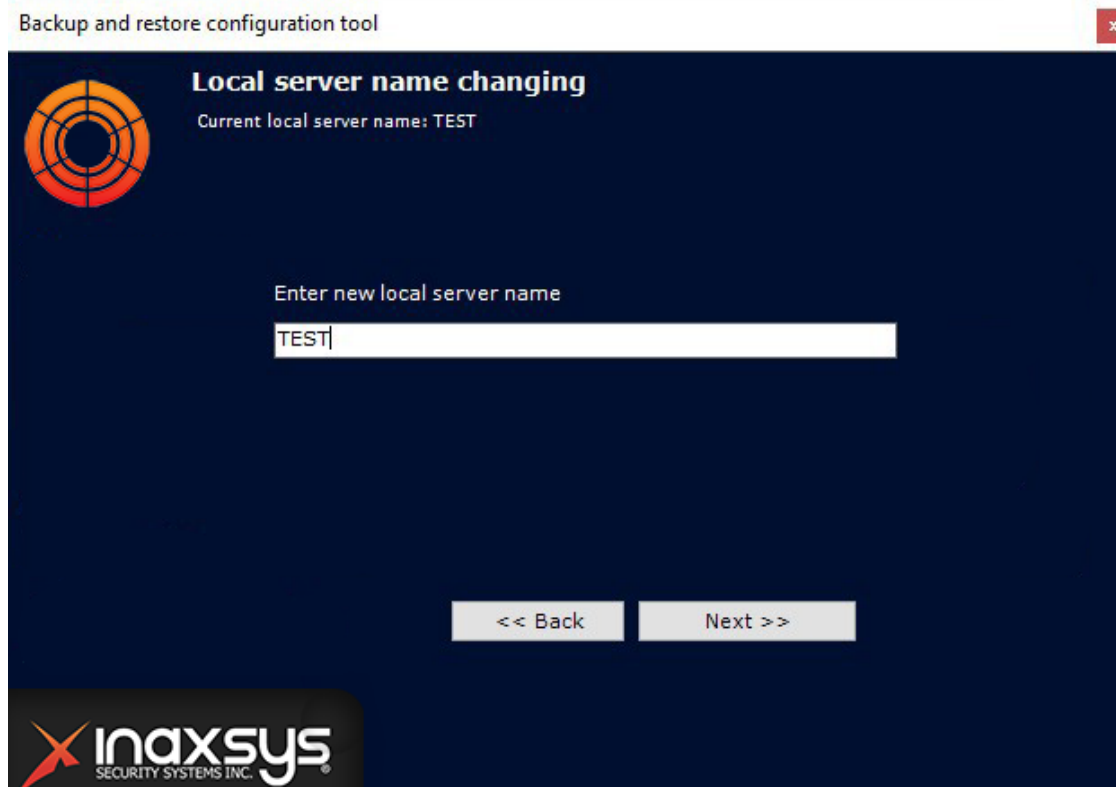 Backup and restore configuration tool
x
Local server name changing
Current local server name: TEST
Enter new local server name
TEST
<< Back
Next >>
inaxsys®
SECURITY SYSTEMS INC.